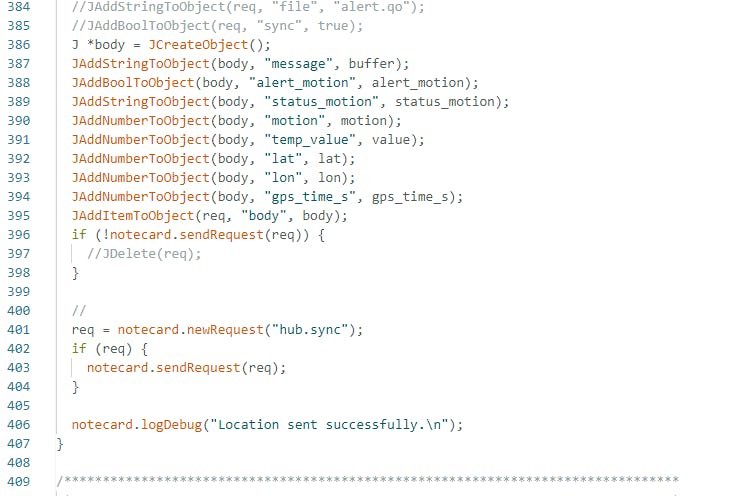 384 //JAddStringToObject(req, "file", "alert.qo");
385 //JAddBoolToObject(req, "sync", true);
386 J *body = JCreateObject();
387 JAddStringToObject(body, "message", buffer);
388 JAddBoolToObject(body, "alert_motion", alert_motion);
389 JAddStringToObject(body, "status_motion", status_motion);
390 JAddNumberToObject(body, "motion", motion);
391 JAddNumberToObject(body, "temp_value", value);
392 JAddNumberToObject(body, "lat", lat);
393 JAddNumberToObject(body, "lon", lon);
394 JAddNumberToObject(body, "gps_time_s", gps_time_s);
395 JAddItemToObject(req, "body", body);
396 if (!notecard.sendRequest(req)) {
397 //JDelete(req);
398 }
399
400 //
401 req = notecard.newRequest("hub.sync");
402 if (req) {
403 notecard.sendRequest(req);
404 }
405
406 notecard.logDebug("Location sent successfully.\n");
407 }
408
409 /********************************************************************************